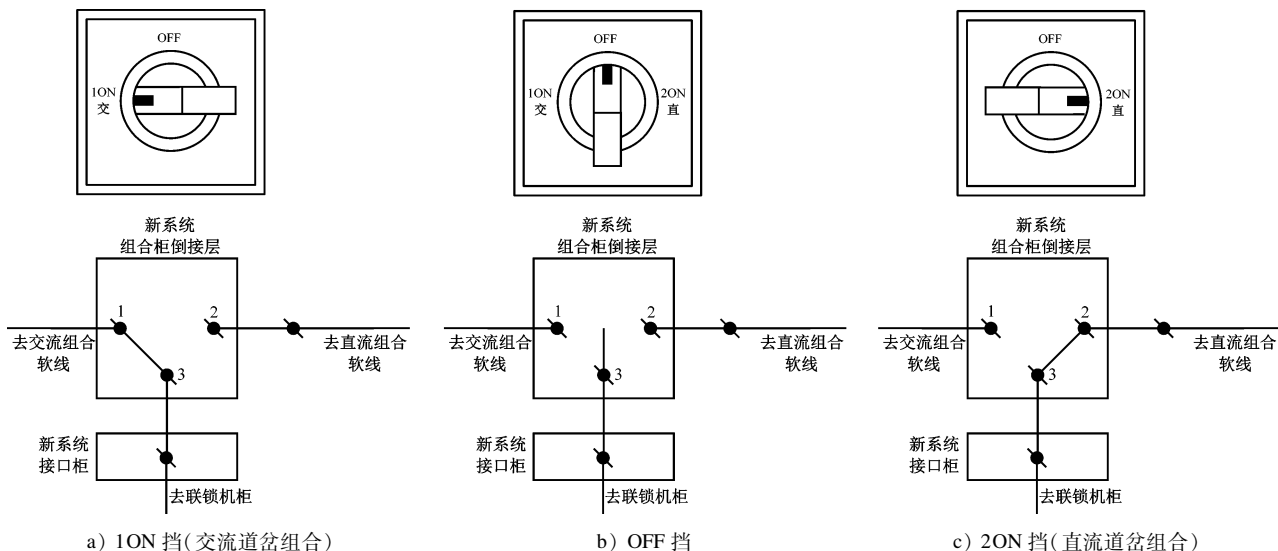 OFF
1ON
交
新系统
组合柜倒接层
1
2
3
去交流组合
软线
去直流组合
软线
新系统
接口柜
去联锁机柜
a) 1ON 挡(交流道岔组合)
OFF
1ON
交
2ON
直
新系统
组合柜倒接层
1
2
3
去交流组合
软线
去直流组合
软线
新系统
接口柜
去联锁机柜
b) OFF 挡
OFF
2ON
直
新系统
组合柜倒接层
1
2
3
去交流组合
软线
去直流组合
软线
新系统
接口柜
去联锁机柜
c) 2ON 挡(直流道岔组合)